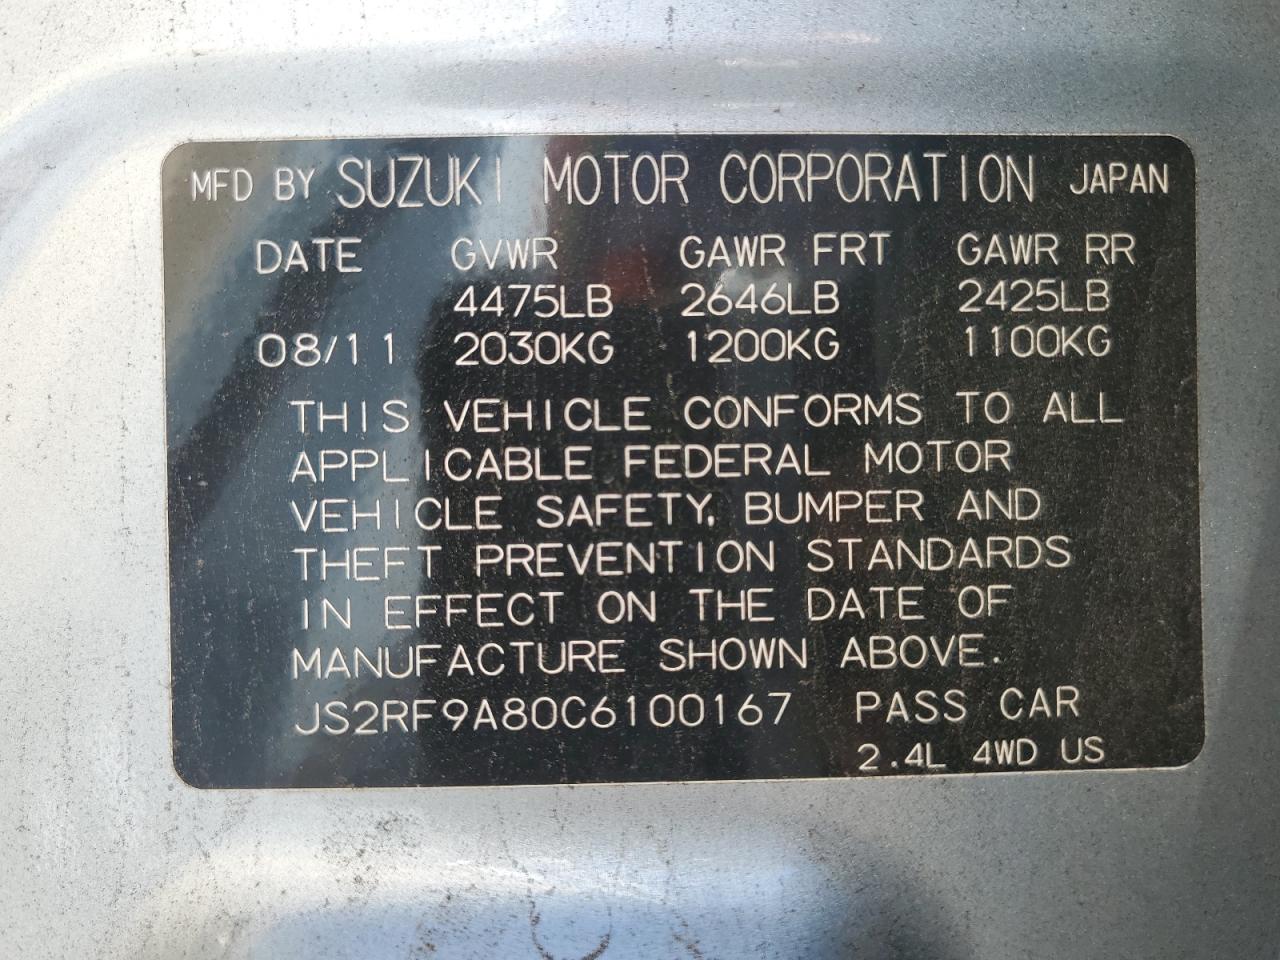 MFD BY SUZUKI MOTOR CORPORATION JAPAN
DATE GVWR GAWR FRT GAWR RR
4475LB 2646LB 2425LB
08/11 2030KG 1200KG 1100KG
THIS VEHICLE CONFORMS TO ALL
APPLICABLE FEDERAL MOTOR
VEHICLE SAFETY, BUMPER AND
THEFT PREVENTION STANDARDS
IN EFFECT ON THE DATE OF
MANUFACTURE SHOWN ABOVE.
JS2RF9A80C6100167 PASS CAR
2.4L 4WD US